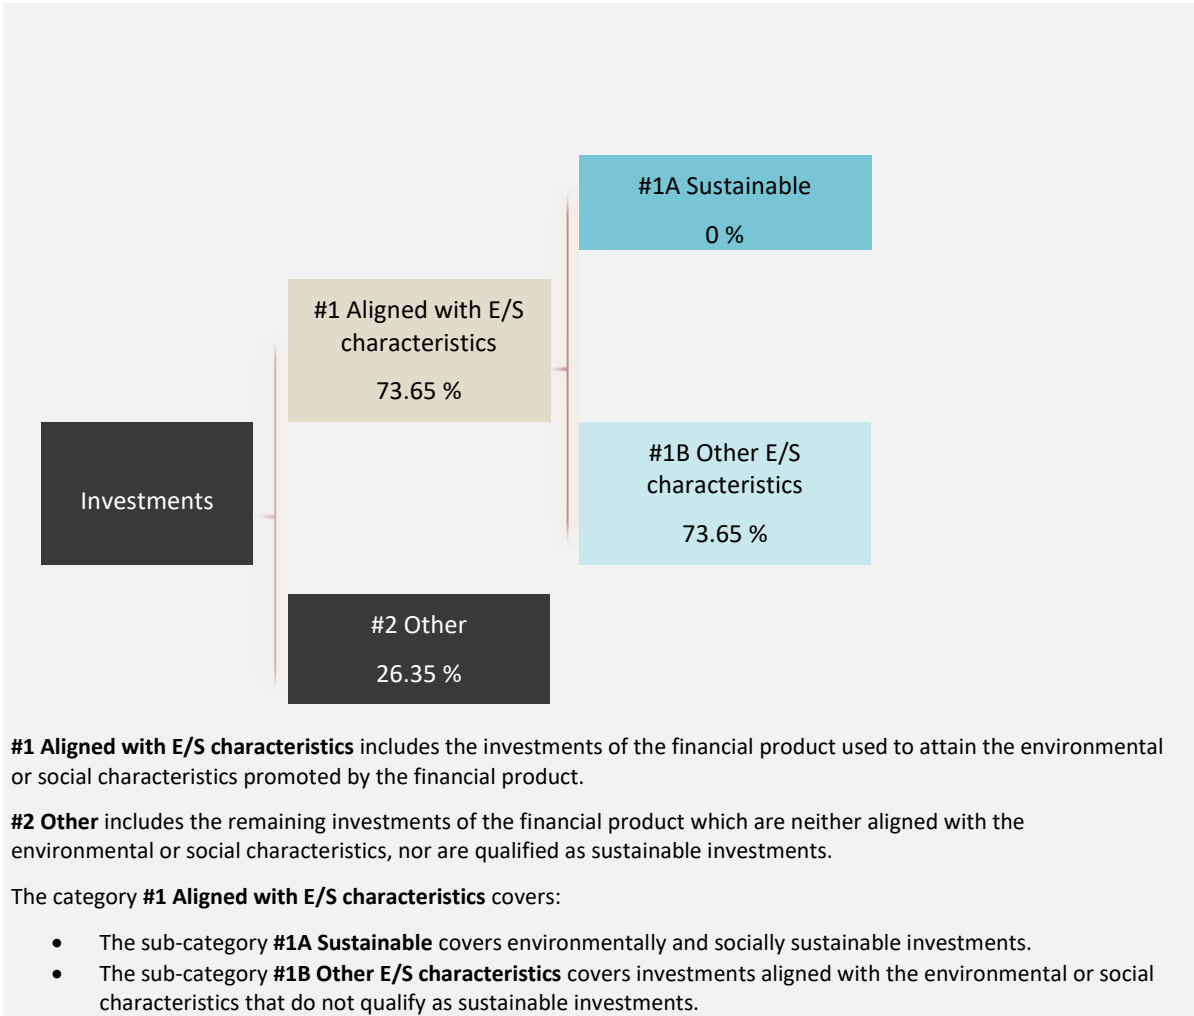 #1A Sustainable
0 %
#1 Aligned with E/S
characteristics
73.65 %
#1B Other E/S
characteristics
73.65 %
Investments
#2 Other
26.35 %
#1 Aligned with E/S characteristics includes the investments of the financial product used to attain the environmental
or social characteristics promoted by the financial product.
#2 Other includes the remaining investments of the financial product which are neither aligned with the
environmental or social characteristics, nor are qualified as sustainable investments.
The category #1 Aligned with E/S characteristics covers:
• The sub-category #1A Sustainable covers environmentally and socially sustainable investments.
• The sub-category #1B Other E/S characteristics covers investments aligned with the environmental or social
characteristics that do not qualify as sustainable investments.